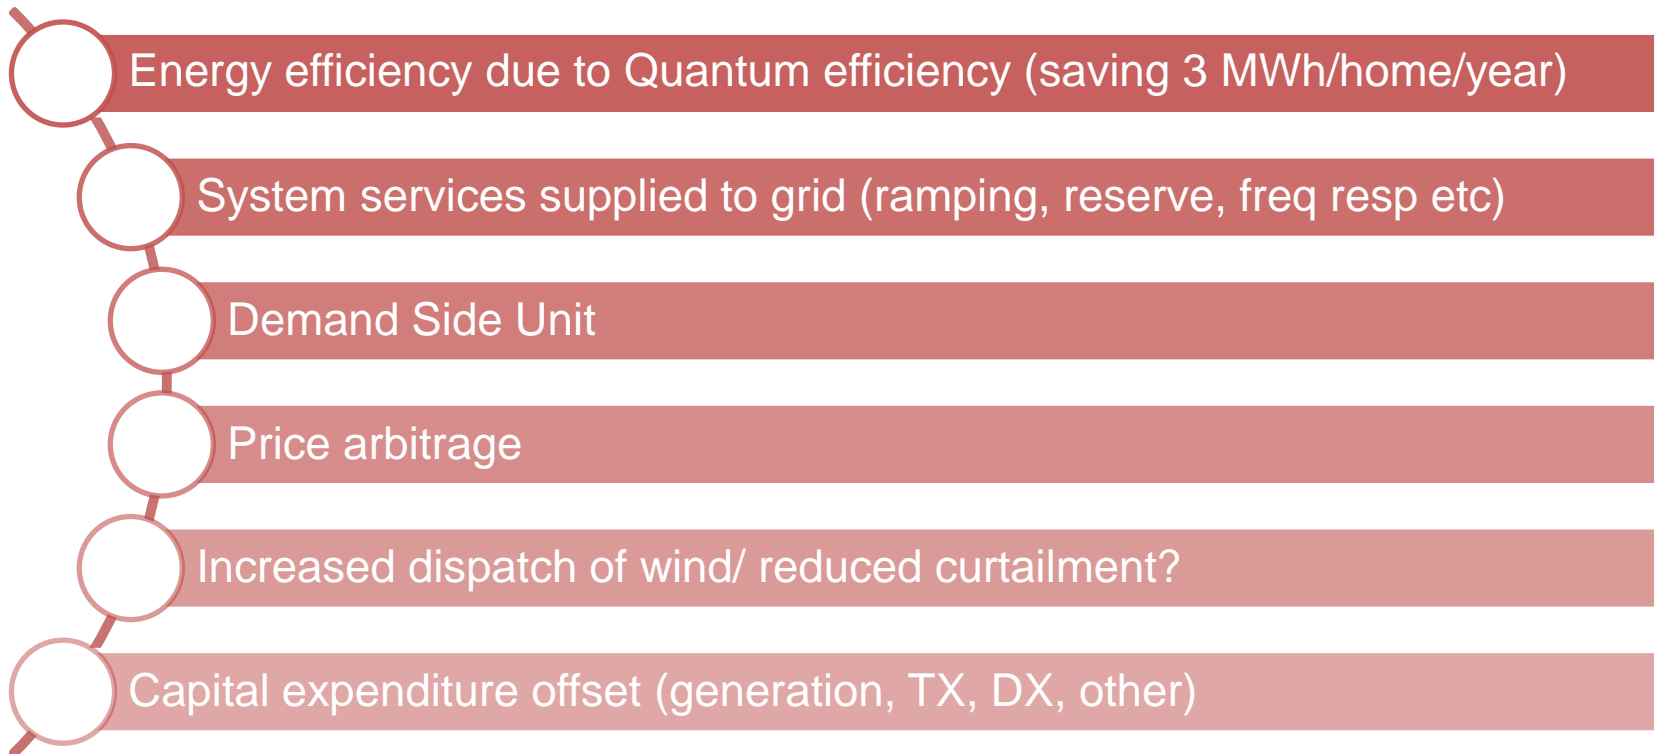 Energy efficiency due to Quantum efficiency (saving 3 MWh/home/year)
System services supplied to grid (ramping, reserve, freq resp etc)
Demand Side Unit
Price arbitrage
Increased dispatch of wind/ reduced curtailment?
Capital expenditure offset (generation, TX, DX, other)